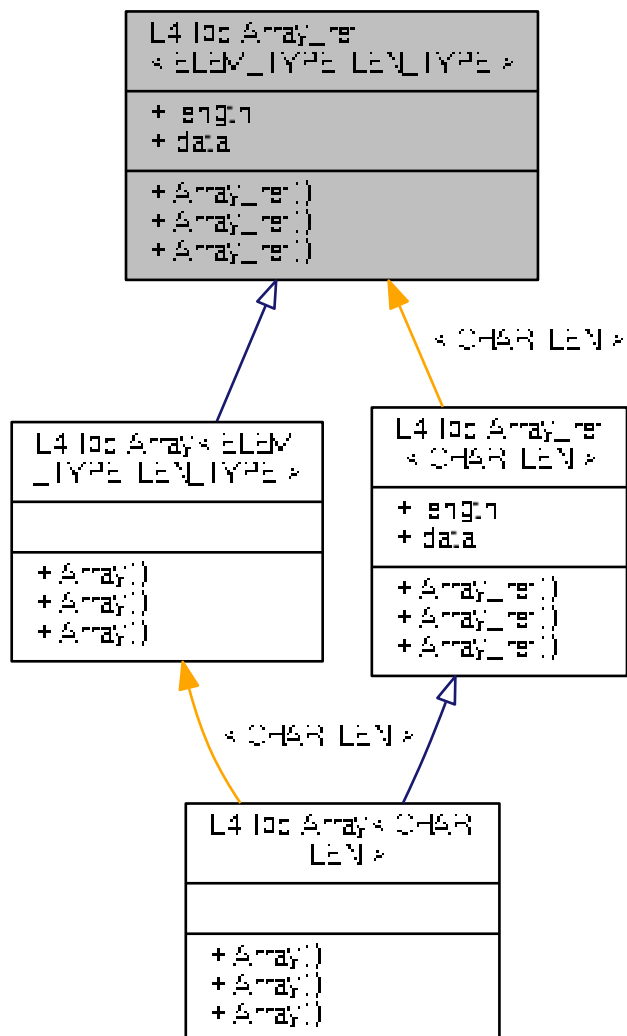 L4::Ipc::Array_ref
< ELEM_TYPE, LEN_TYPE >
+ length
+ data
+ Array_ref()
+ Array_ref()
+ Array_ref()
< CHAR, LEN >
L4::Ipc::Array< ELEM
_TYPE, LEN_TYPE >
+ Array()
+ Array()
+ Array()
L4::Ipc::Array_ref
< CHAR, LEN >
+ length
+ data
+ Array_ref()
+ Array_ref()
+ Array_ref()
< CHAR, LEN >
L4::Ipc::Array< CHAR,
LEN >
+ Array()
+ Array()
+ Array()